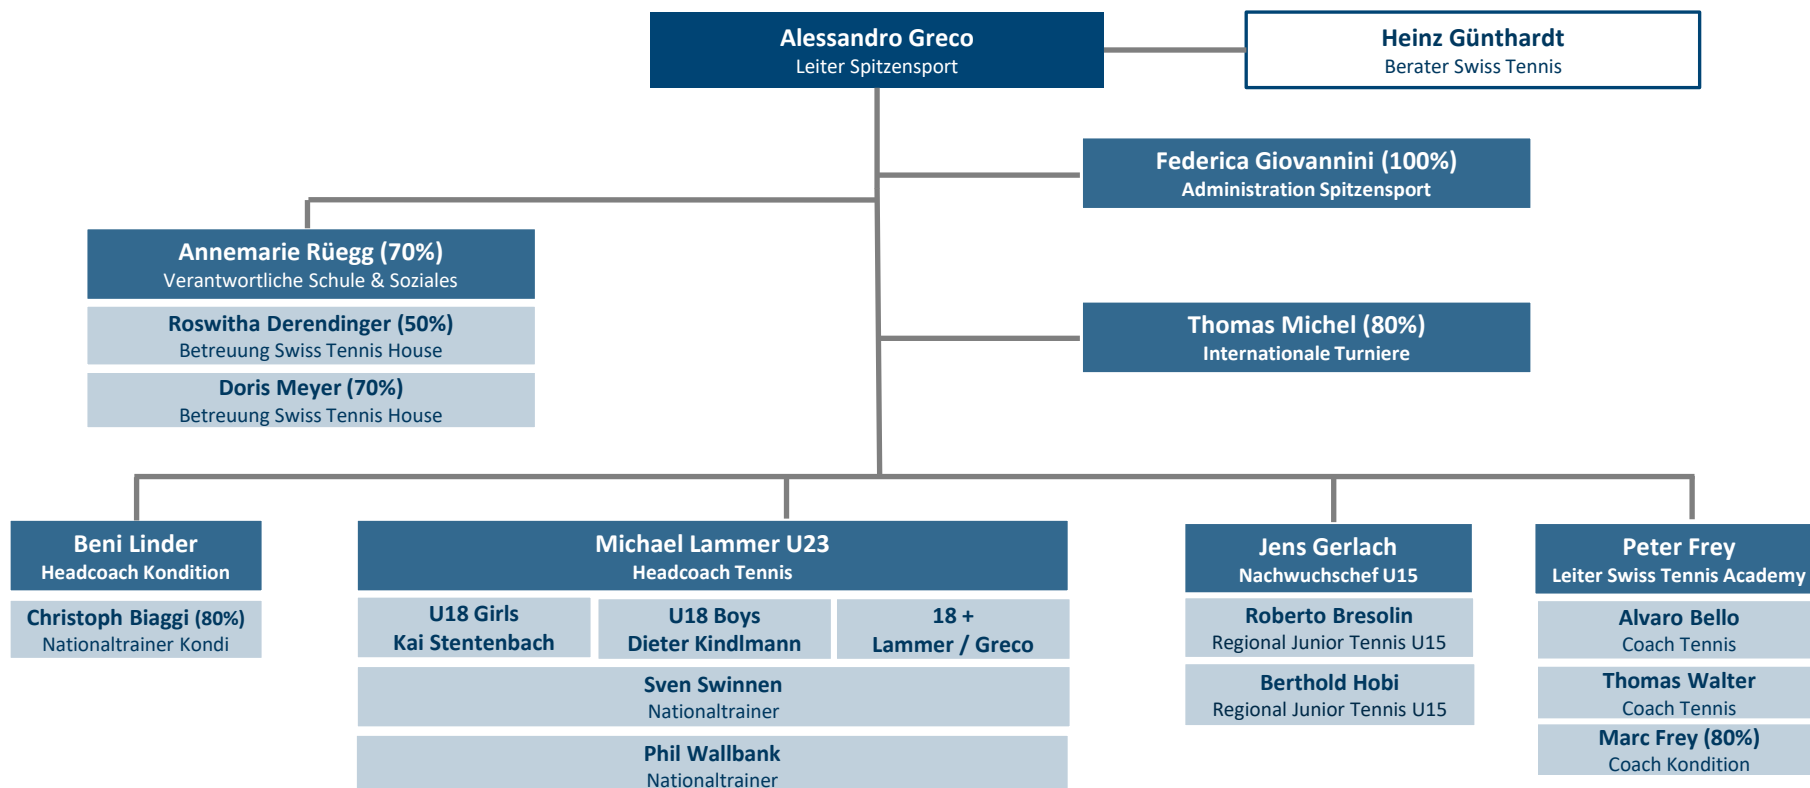 Alessandro Greco
Leiter Spitzensport
Heinz Günthardt
Berater Swiss Tennis
Federica Giovannini (100%)
Administration Spitzensport
Annemarie Rüegg (70%)
Verantwortliche Schule & Soziales
Roswitha Derendinger (50%)
Betreuung Swiss Tennis House
Doris Meyer (70%)
Betreuung Swiss Tennis House
Thomas Michel (80%)
Internationale Turniere
Beni Linder
Headcoach Kondition
Christoph Biaggi (80%)
Nationaltrainer Kondi
Michael Lammer U23
Headcoach Tennis
U18 Girls
Kai Stentenbach
U18 Boys
Dieter Kindlmann
18 +
Lammer / Greco
Sven Swinnen
Nationaltrainer
Phil Wallbank
Nationaltrainer
Jens Gerlach
Nachwuchschef U15
Roberto Bresolin
Regional Junior Tennis U15
Berthold Hobi
Regional Junior Tennis U15
Peter Frey
Leiter Swiss Tennis Academy
Alvaro Bello
Coach Tennis
Thomas Walter
Coach Tennis
Marc Frey (80%)
Coach Kondition